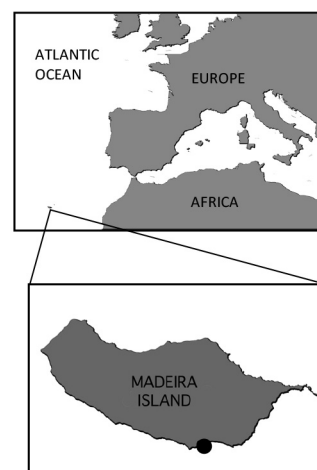 ATLANTIC
OCEAN
EUROPE
AFRICA
MADEIRA
ISLAND